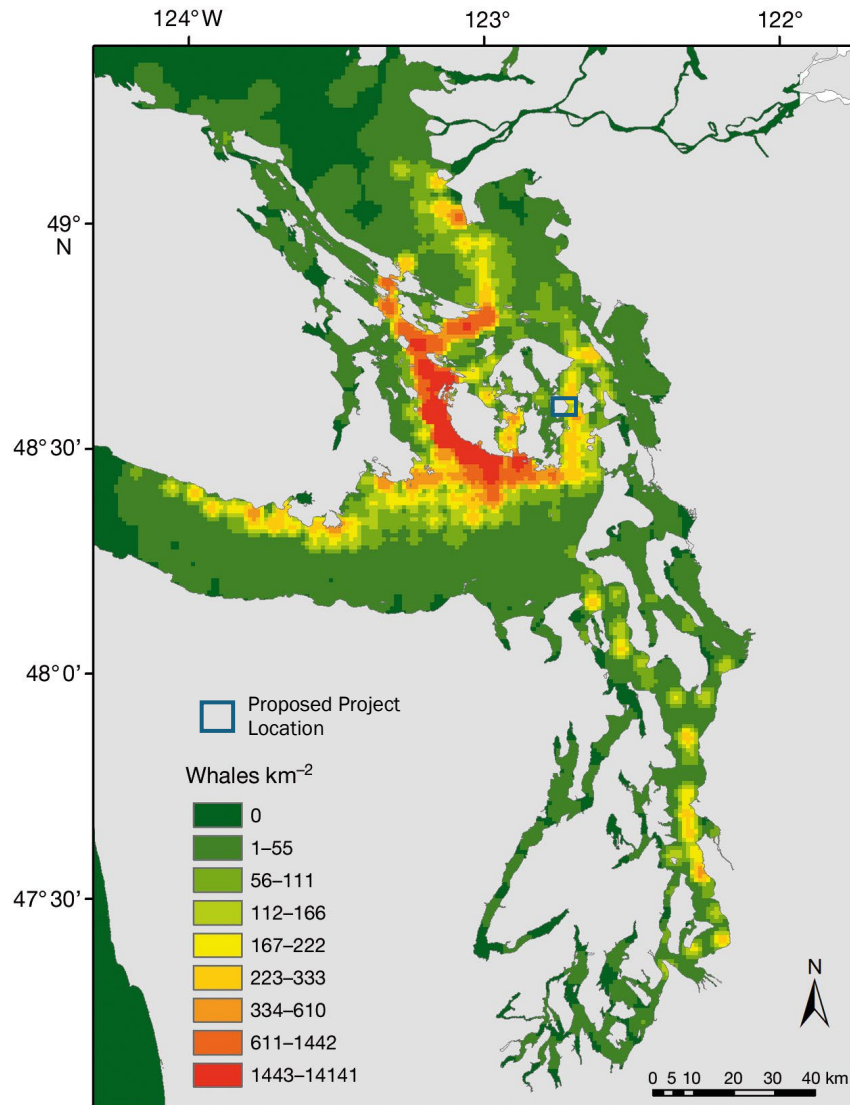 124° W 123° 122°
49°
N
48° 30′
48° 0′
47° 30′
Proposed Project
Location
Whales km⁻²
0
1–55
56–111
112–166
167–222
223–333
334–610
611–1442
1443–14141
N
0 5 10 20 30 40 km